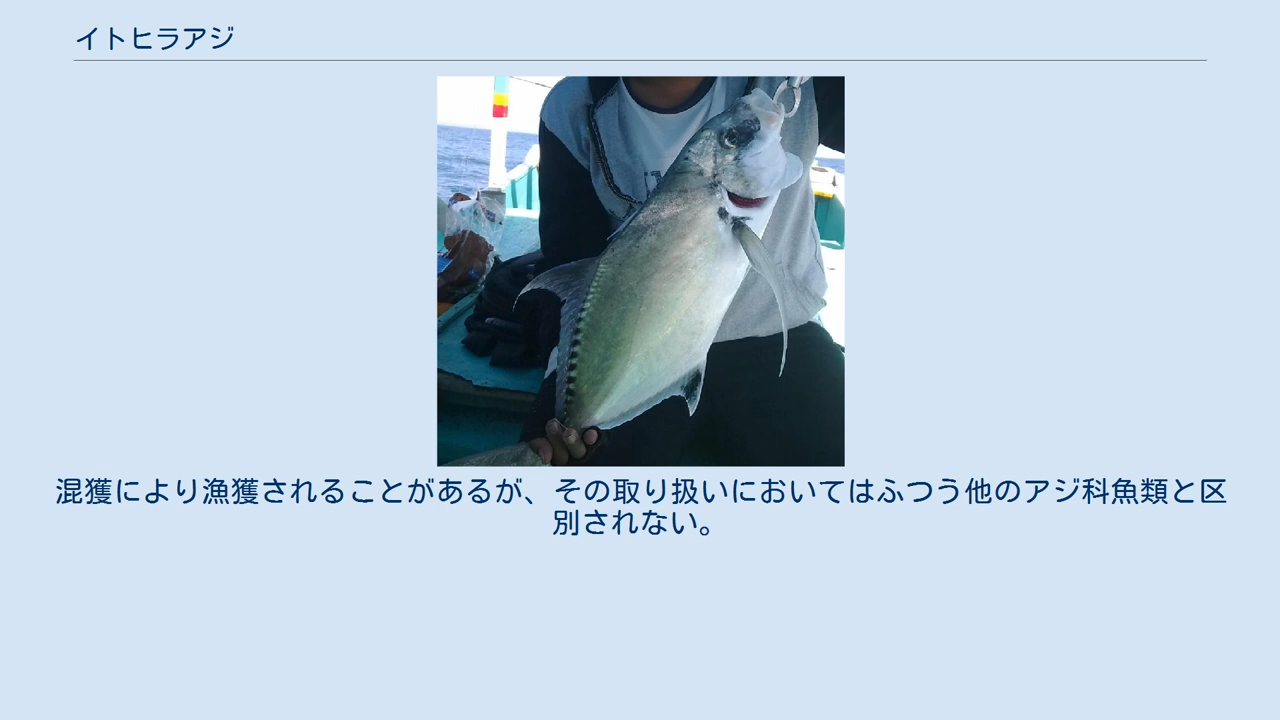 イトヒラアジ
混獲により漁獲されることがあるが、その取り扱いにおいてはふつう他のアジ科魚類と区
別されない。